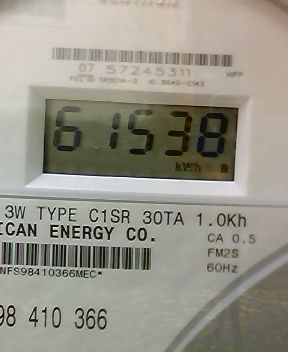 07 57245311 HPF
61538
kWh
3W TYPE C1SR 30TA 1.0Kh
ICAN ENERGY CO.
CA 0.5
FM2S
60Hz
NFS98410366MEC*
98 410 366